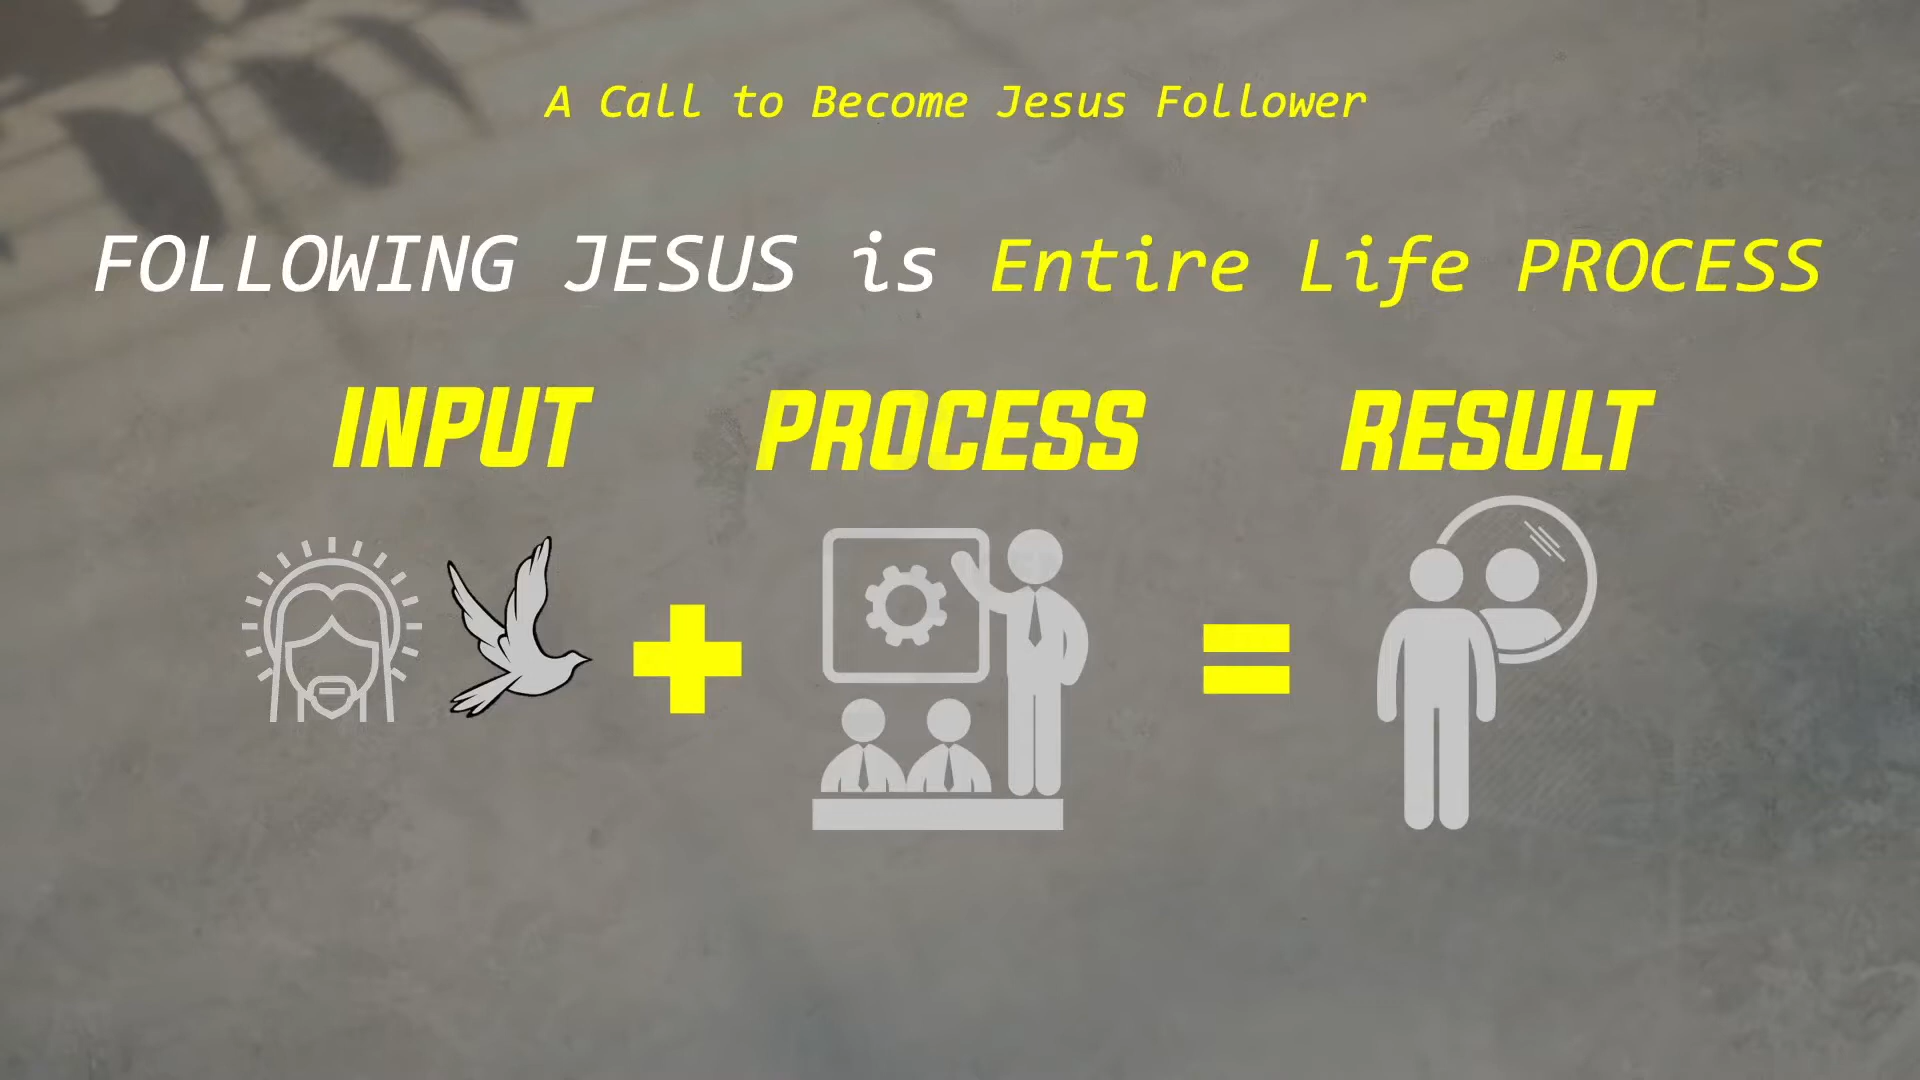 A Call to Become Jesus Follower
FOLLOWING JESUS is Entire Life PROCESS
INPUT PROCESS RESULT